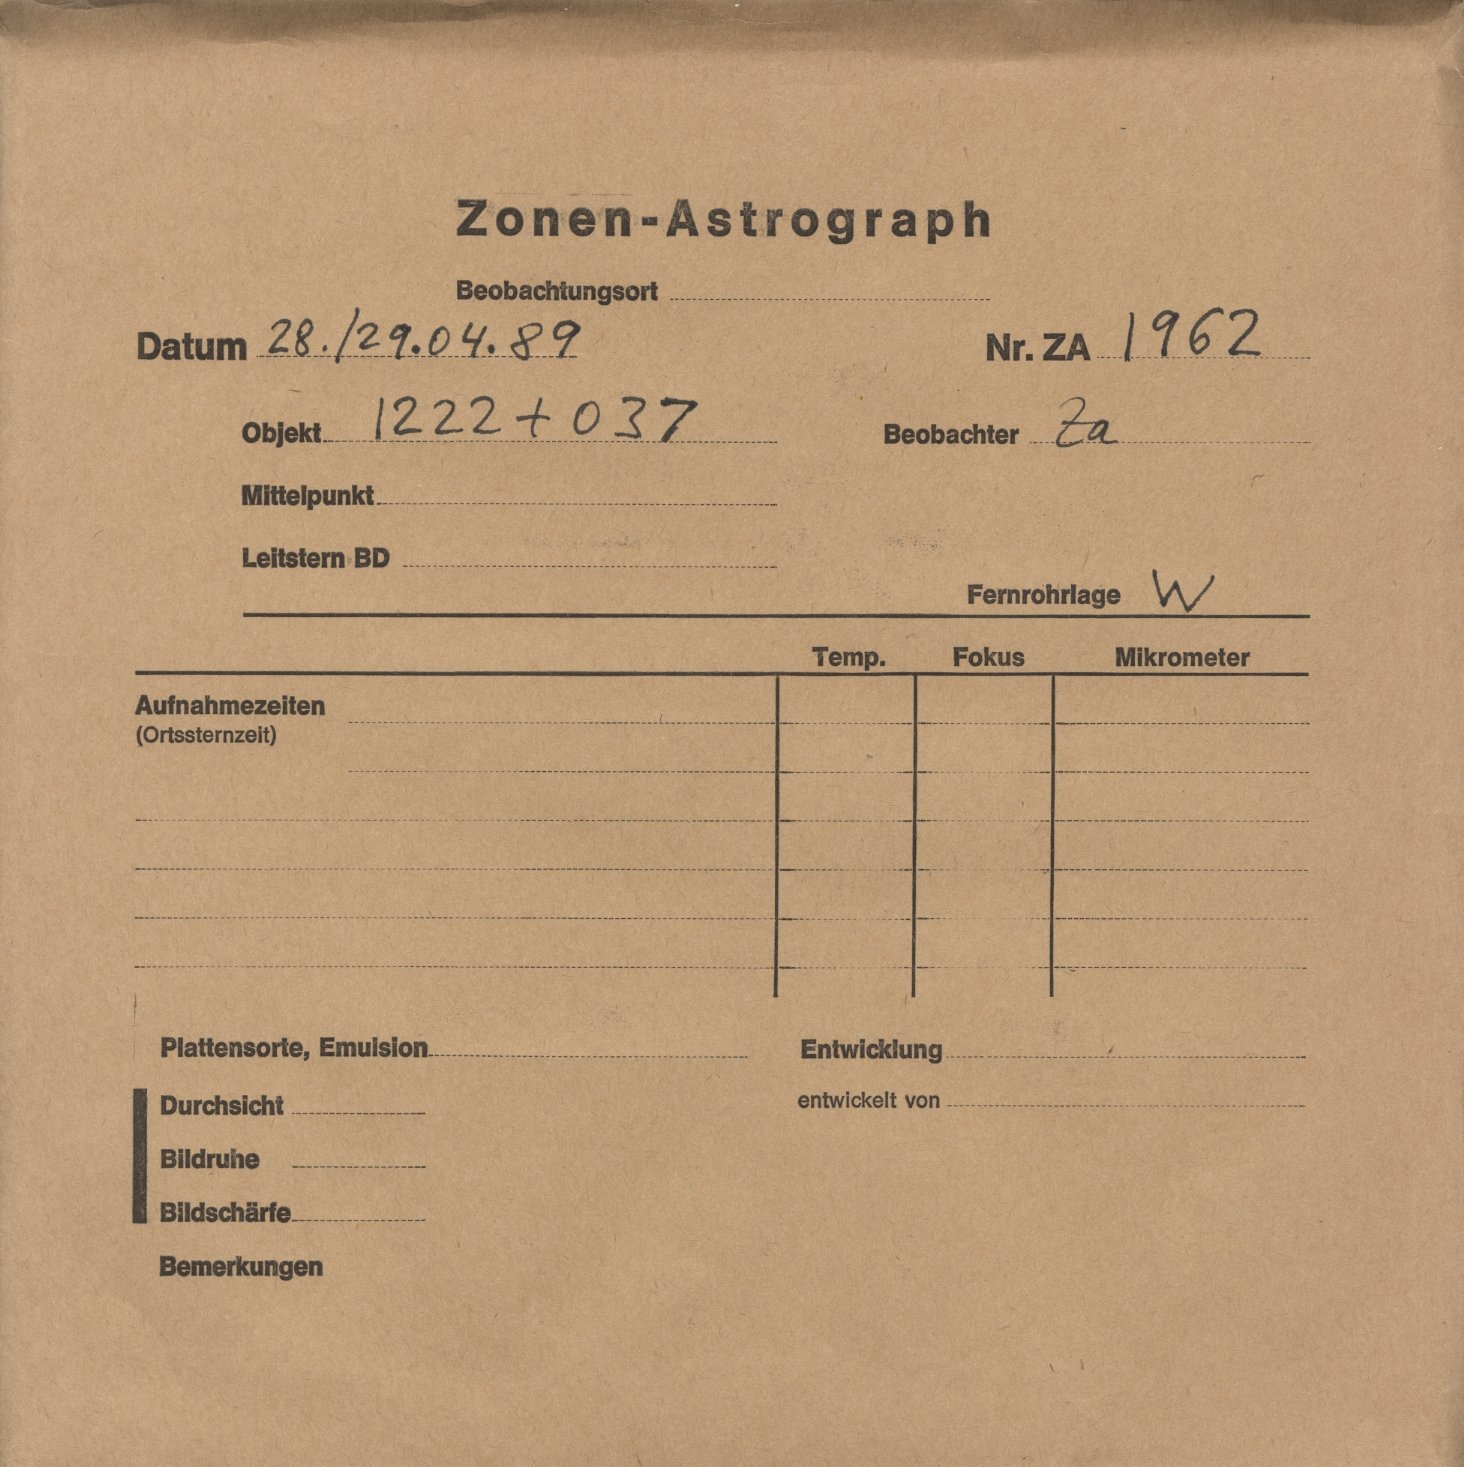 Zonen-Astrograph
Beobachtungsort
Datum 28./29.04.89 Nr. ZA 1962
Objekt 1222+037 Beobachter Za
Mittelpunkt
Leitstern BD
Fernrohrlage W
Temp. Fokus Mikrometer
Aufnahmezeiten
(Ortssternzeit)
Plattensorte, Emulsion Entwicklung
Durchsicht entwickelt von
Bildruhe
Bildschärfe
Bemerkungen